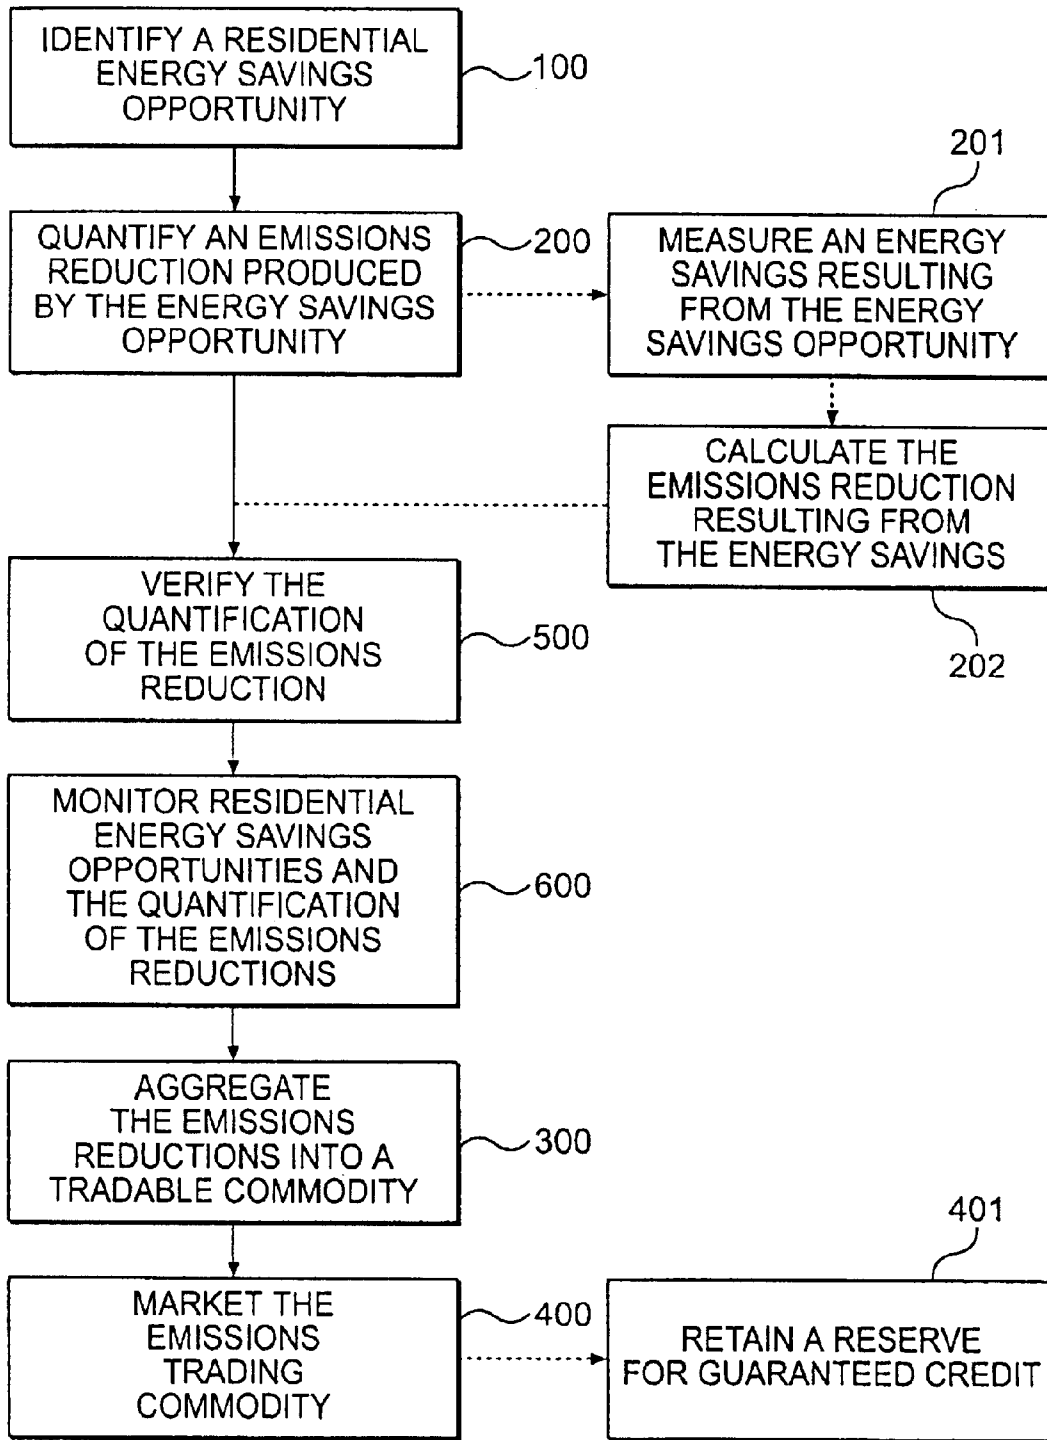 IDENTIFY A RESIDENTIAL
ENERGY SAVINGS
OPPORTUNITY
100
QUANTIFY AN EMISSIONS
REDUCTION PRODUCED
BY THE ENERGY SAVINGS
OPPORTUNITY
200
201
MEASURE AN ENERGY
SAVINGS RESULTING
FROM THE ENERGY
SAVINGS OPPORTUNITY
CALCULATE THE
EMISSIONS REDUCTION
RESULTING FROM
THE ENERGY SAVINGS
202
VERIFY THE
QUANTIFICATION
OF THE EMISSIONS
REDUCTION
500
MONITOR RESIDENTIAL
ENERGY SAVINGS
OPPORTUNITIES AND
THE QUANTIFICATION
OF THE EMISSIONS
REDUCTIONS
600
AGGREGATE
THE EMISSIONS
REDUCTIONS INTO A
TRADABLE COMMODITY
300
MARKET THE
EMISSIONS
TRADING
COMMODITY
400
401
RETAIN A RESERVE
FOR GUARANTEED CREDIT